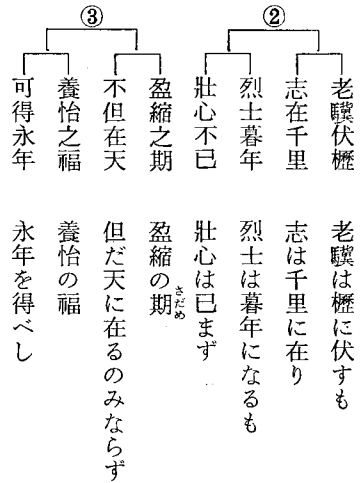 ②
老驥伏櫪　老驥は櫪に伏すも
志在千里　志は千里に在り
烈士暮年　烈士は暮年になるも
壯心不已　壯心は已まず
③
盈縮之期　盈縮の期さだめ
不但在天　但だ天に在るのみならず
養怡之福　養怡の福
可得永年　永年を得べし